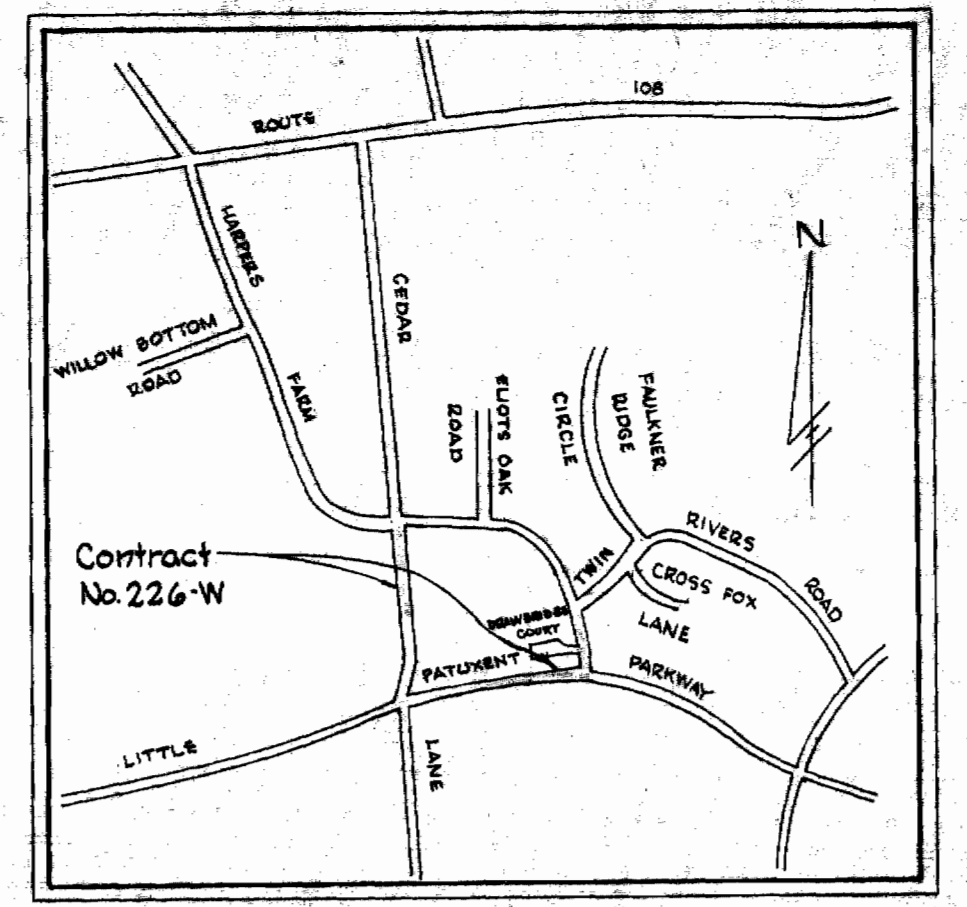 108
ROUTE
N
HARPERS
CEDAR
WILLOW BOTTOM
ROAD
FARM
ROAD
ELIOTS OAK
CIRCLE
FAULKNER
RIDGE
RIVERS
TWIN
ROAD
CROSS FOX
LANE
Contract
No. 226-W
DRAWBRIDGE
COURT
PATUXENT
PARKWAY
LITTLE
LANE